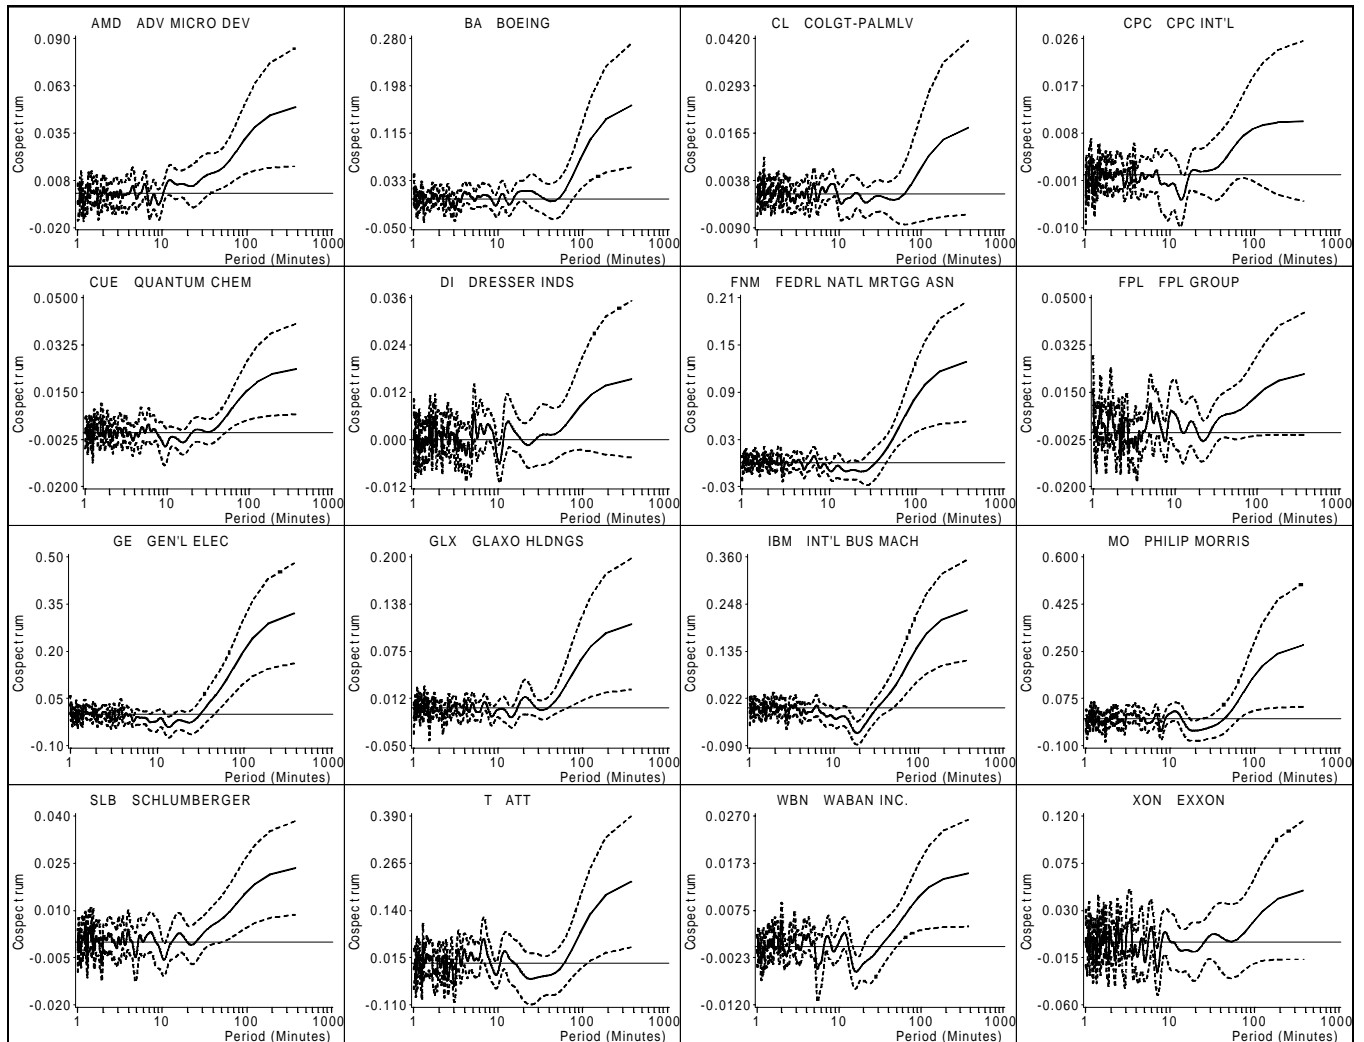 AMD ADV MICRO DEV
0.090
0.063
0.035
0.008
-0.020
Cospectrum
1 10 100 1000
Period (Minutes)
BA BOEING
0.280
0.198
0.115
0.033
-0.050
Cospectrum
1 10 100 1000
Period (Minutes)
CL COLGT-PALMLV
0.0420
0.0293
0.0165
0.0038
-0.0090
Cospectrum
1 10 100 1000
Period (Minutes)
CPC CPC INT'L
0.026
0.017
0.008
-0.001
-0.010
Cospectrum
1 10 100 1000
Period (Minutes)
CUE QUANTUM CHEM
0.0500
0.0325
0.0150
-0.0025
-0.0200
Cospectrum
1 10 100 1000
Period (Minutes)
DI DRESSER INDS
0.036
0.024
0.012
0.000
-0.012
Cospectrum
1 10 100 1000
Period (Minutes)
FNM FEDRL NATL MRTGG ASN
0.21
0.15
0.09
0.03
-0.03
Cospectrum
1 10 100 1000
Period (Minutes)
FPL FPL GROUP
0.0500
0.0325
0.0150
-0.0025
-0.0200
Cospectrum
1 10 100 1000
Period (Minutes)
GE GEN'L ELEC
0.50
0.35
0.20
0.05
-0.10
Cospectrum
1 10 100 1000
Period (Minutes)
GLX GLAXO HLDNGS
0.200
0.138
0.075
0.012
-0.050
Cospectrum
1 10 100 1000
Period (Minutes)
IBM INT'L BUS MACH
0.360
0.248
0.135
0.022
-0.090
Cospectrum
1 10 100 1000
Period (Minutes)
MO PHILIP MORRIS
0.600
0.425
0.250
0.075
-0.100
Cospectrum
1 10 100 1000
Period (Minutes)
SLB SCHLUMBERGER
0.040
0.025
0.010
-0.005
-0.020
Cospectrum
1 10 100 1000
Period (Minutes)
T ATT
0.390
0.265
0.140
0.015
-0.110
Cospectrum
1 10 100 1000
Period (Minutes)
WBN WABAN INC.
0.0270
0.0173
0.0075
-0.0023
-0.0120
Cospectrum
1 10 100 1000
Period (Minutes)
XON EXXON
0.120
0.075
0.030
-0.015
-0.060
Cospectrum
1 10 100 1000
Period (Minutes)